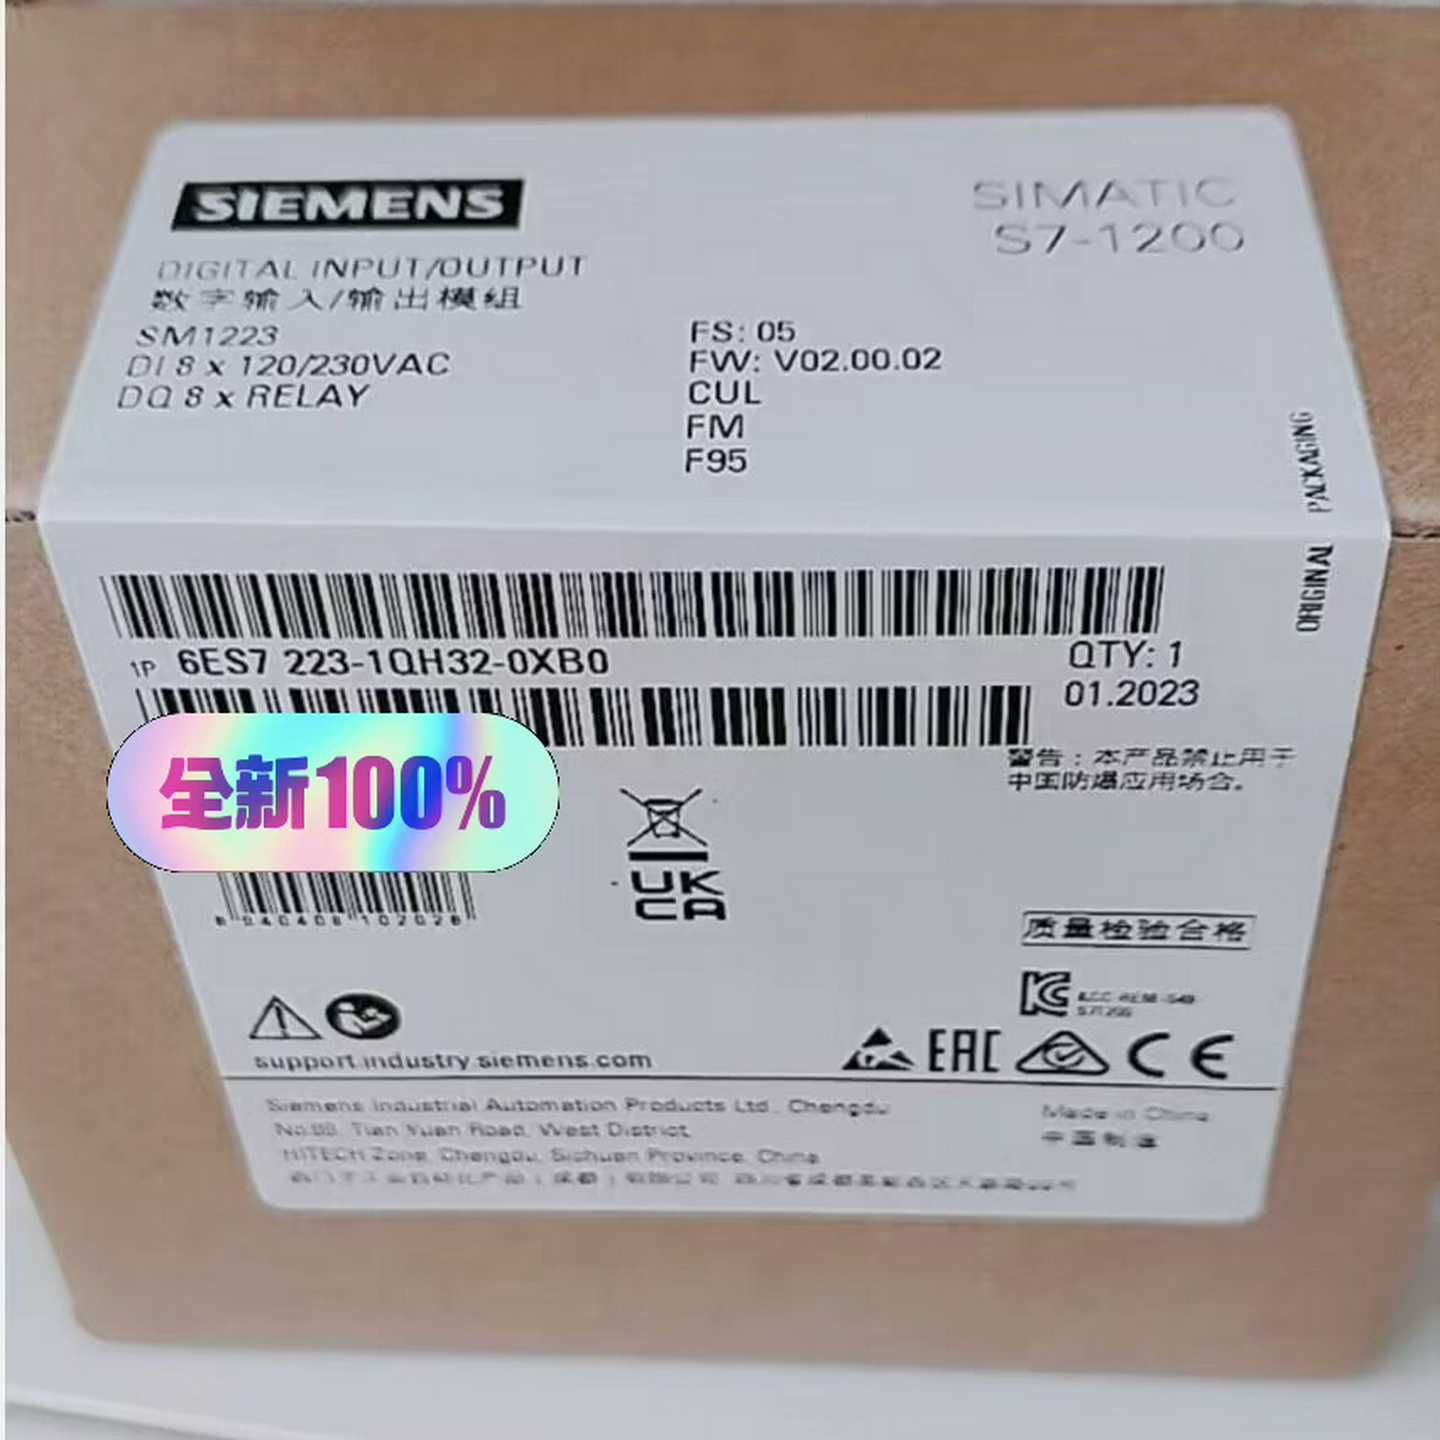 SIEMENS
SIMATIC
S7-1200
DIGITAL INPUT/OUTPUT
数字输入/输出模组
SM1223
DI 8 x 120/230VAC
DQ 8 x RELAY
FS: 05
FW: V02.00.02
CUL
FM
F95
ORIGINAL PACKAGING
1P 6ES7 223-1QH32-0XB0
QTY: 1
01.2023
全新100%
警告：本产品禁止用于
中国防爆应用场合。
UK
CA
质量检验合格
KC
EAC
CE
support.industry.siemens.com
Siemens Industrial Automation Products Ltd., Chengdu
Tian Yuan Road, West District,
HITECH Zone, Chengdu, Sichuan Province, China
Made in China
中国制造